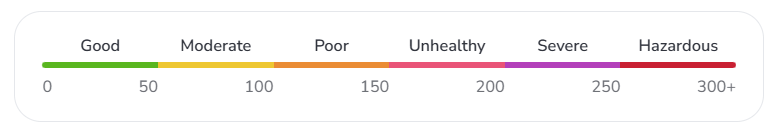 Good Moderate Poor Unhealthy Severe Hazardous
0 50 100 150 200 250 300+